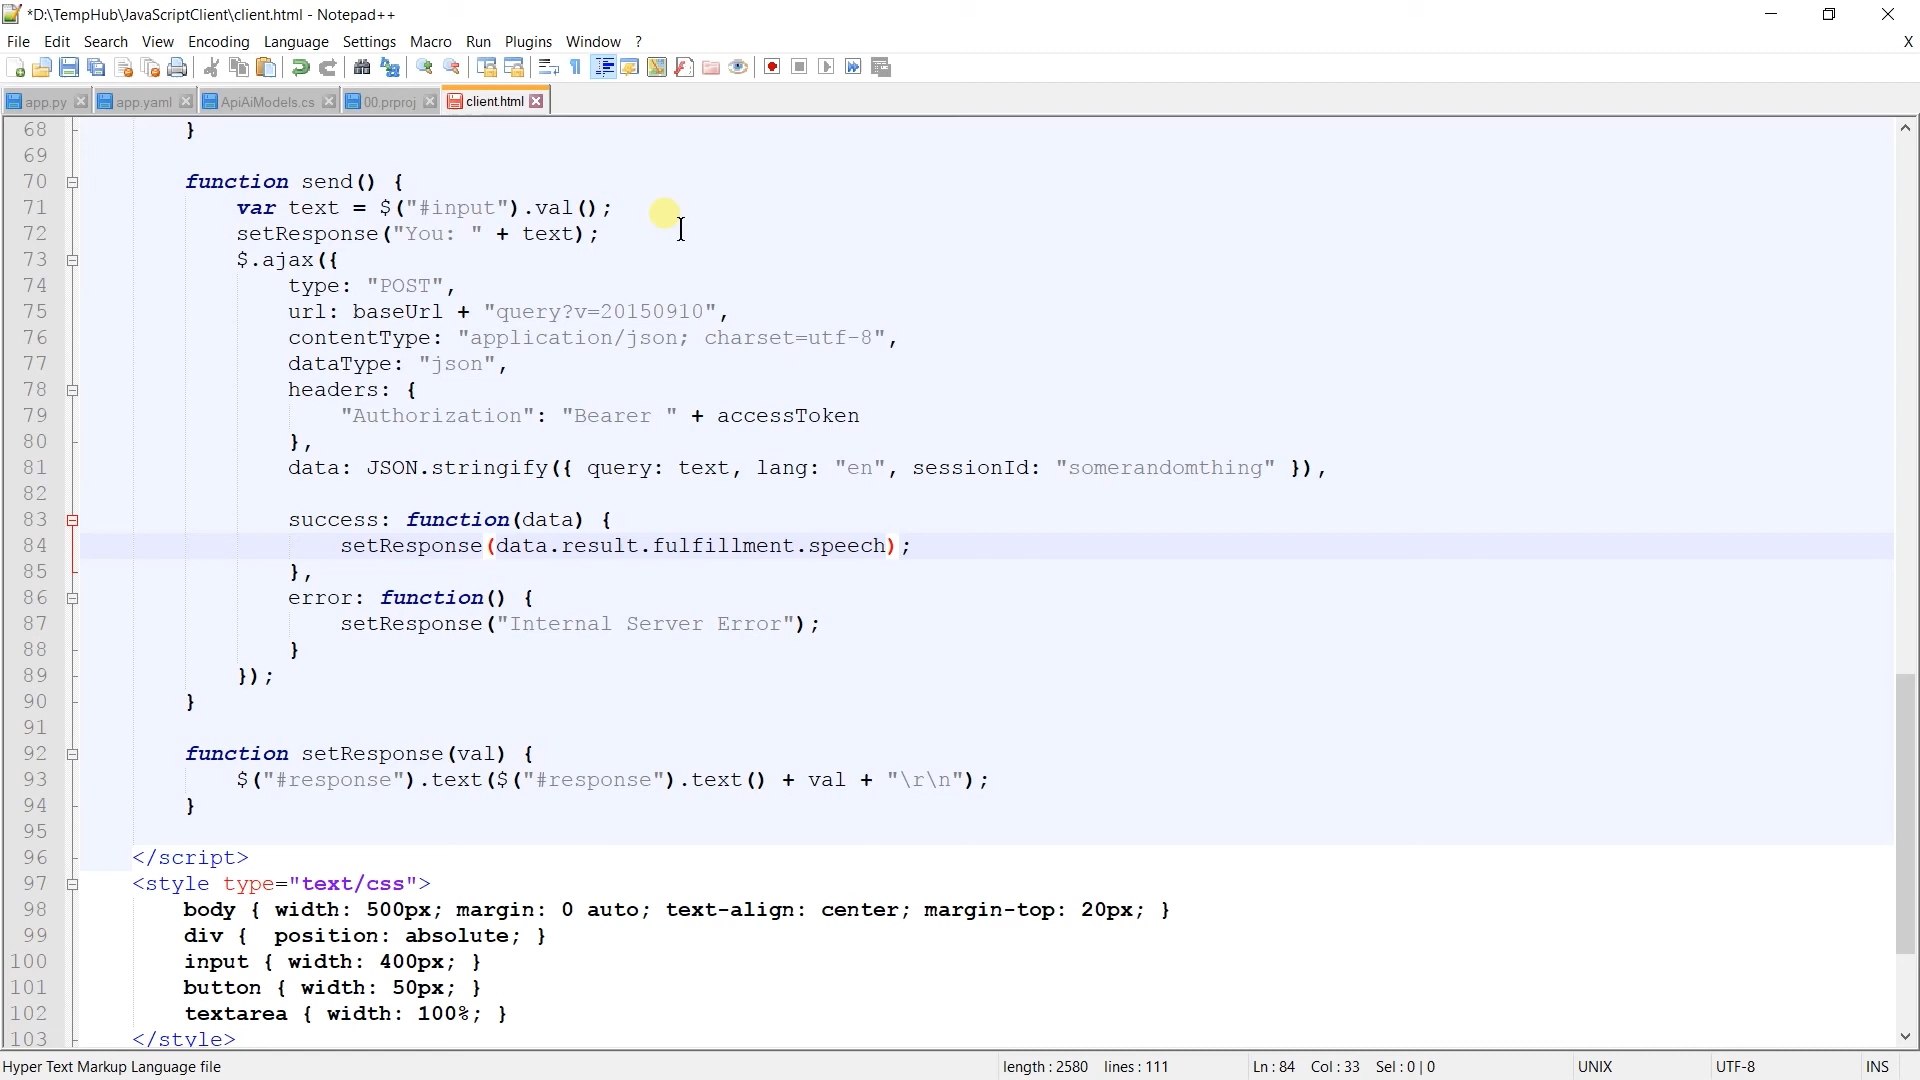 *D:\TempHub\JavaScriptClient\client.html - Notepad++
File Edit Search View Encoding Language Settings Macro Run Plugins Window ? X
app.py app.yaml ApiAiModels.cs 00.prproj client.html
68 }
69
70 function send() {
71 var text = $("#input").val();
72 setResponse("You: " + text);
73 $.ajax({
74 type: "POST",
75 url: baseUrl + "query?v=20150910",
76 contentType: "application/json; charset=utf-8",
77 dataType: "json",
78 headers: {
79 "Authorization": "Bearer " + accessToken
80 },
81 data: JSON.stringify({ query: text, lang: "en", sessionId: "somerandomthing" }),
82
83 success: function(data) {
84 setResponse(data.result.fulfillment.speech);
85 },
86 error: function() {
87 setResponse("Internal Server Error");
88 }
89 });
90 }
91
92 function setResponse(val) {
93 $("#response").text($("#response").text() + val + "\r\n");
94 }
95
96 </script>
97 <style type="text/css">
98 body { width: 500px; margin: 0 auto; text-align: center; margin-top: 20px; }
99 div {  position: absolute; }
100 input { width: 400px; }
101 button { width: 50px; }
102 textarea { width: 100%; }
103 </style>
Hyper Text Markup Language file length : 2580 lines : 111 Ln : 84 Col : 33 Sel : 0 | 0 UNIX UTF-8 INS